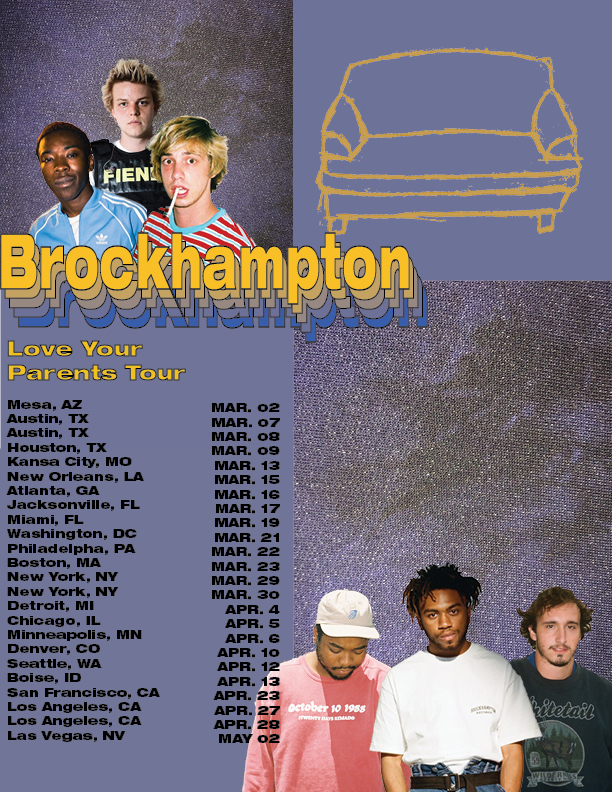 FIEND
Brockhampton
Love Your
Parents Tour
Mesa, AZ MAR. 02
Austin, TX MAR. 07
Austin, TX MAR. 08
Houston, TX MAR. 09
Kansa City, MO MAR. 13
New Orleans, LA MAR. 15
Atlanta, GA MAR. 16
Jacksonville, FL MAR. 17
Miami, FL MAR. 19
Washington, DC MAR. 21
Philadelpha, PA MAR. 22
Boston, MA MAR. 23
New York, NY MAR. 29
New York, NY MAR. 30
Detroit, MI APR. 4
Chicago, IL APR. 5
Minneapolis, MN APR. 6
Denver, CO APR. 10
Seattle, WA APR. 12
Boise, ID APR. 13
San Francisco, CA APR. 23
Los Angeles, CA APR. 27
Los Angeles, CA APR. 28
Las Vegas, NV MAY 02
October 10 1988